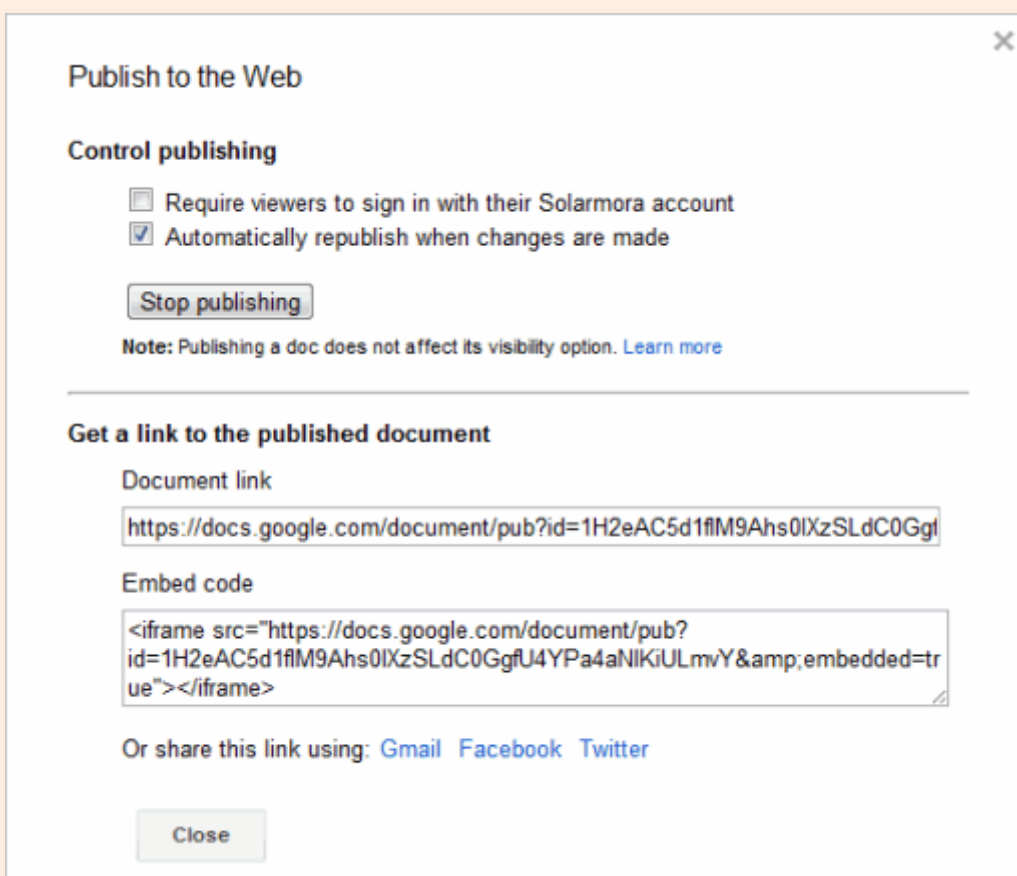 Publish to the Web
Control publishing
Require viewers to sign in with their Solarmora account
Automatically republish when changes are made
Stop publishing
Note: Publishing a doc does not affect its visibility option. Learn more
Get a link to the published document
Document link
https://docs.google.com/document/pub?id=1H2eAC5d1flM9Ahs0lXzSLdC0Ggf
Embed code
<iframe src="https://docs.google.com/document/pub?
id=1H2eAC5d1flM9Ahs0lXzSLdC0GgfU4YPa4aNlKiULmvY&amp;embedded=tr
ue"></iframe>
Or share this link using: Gmail Facebook Twitter
Close